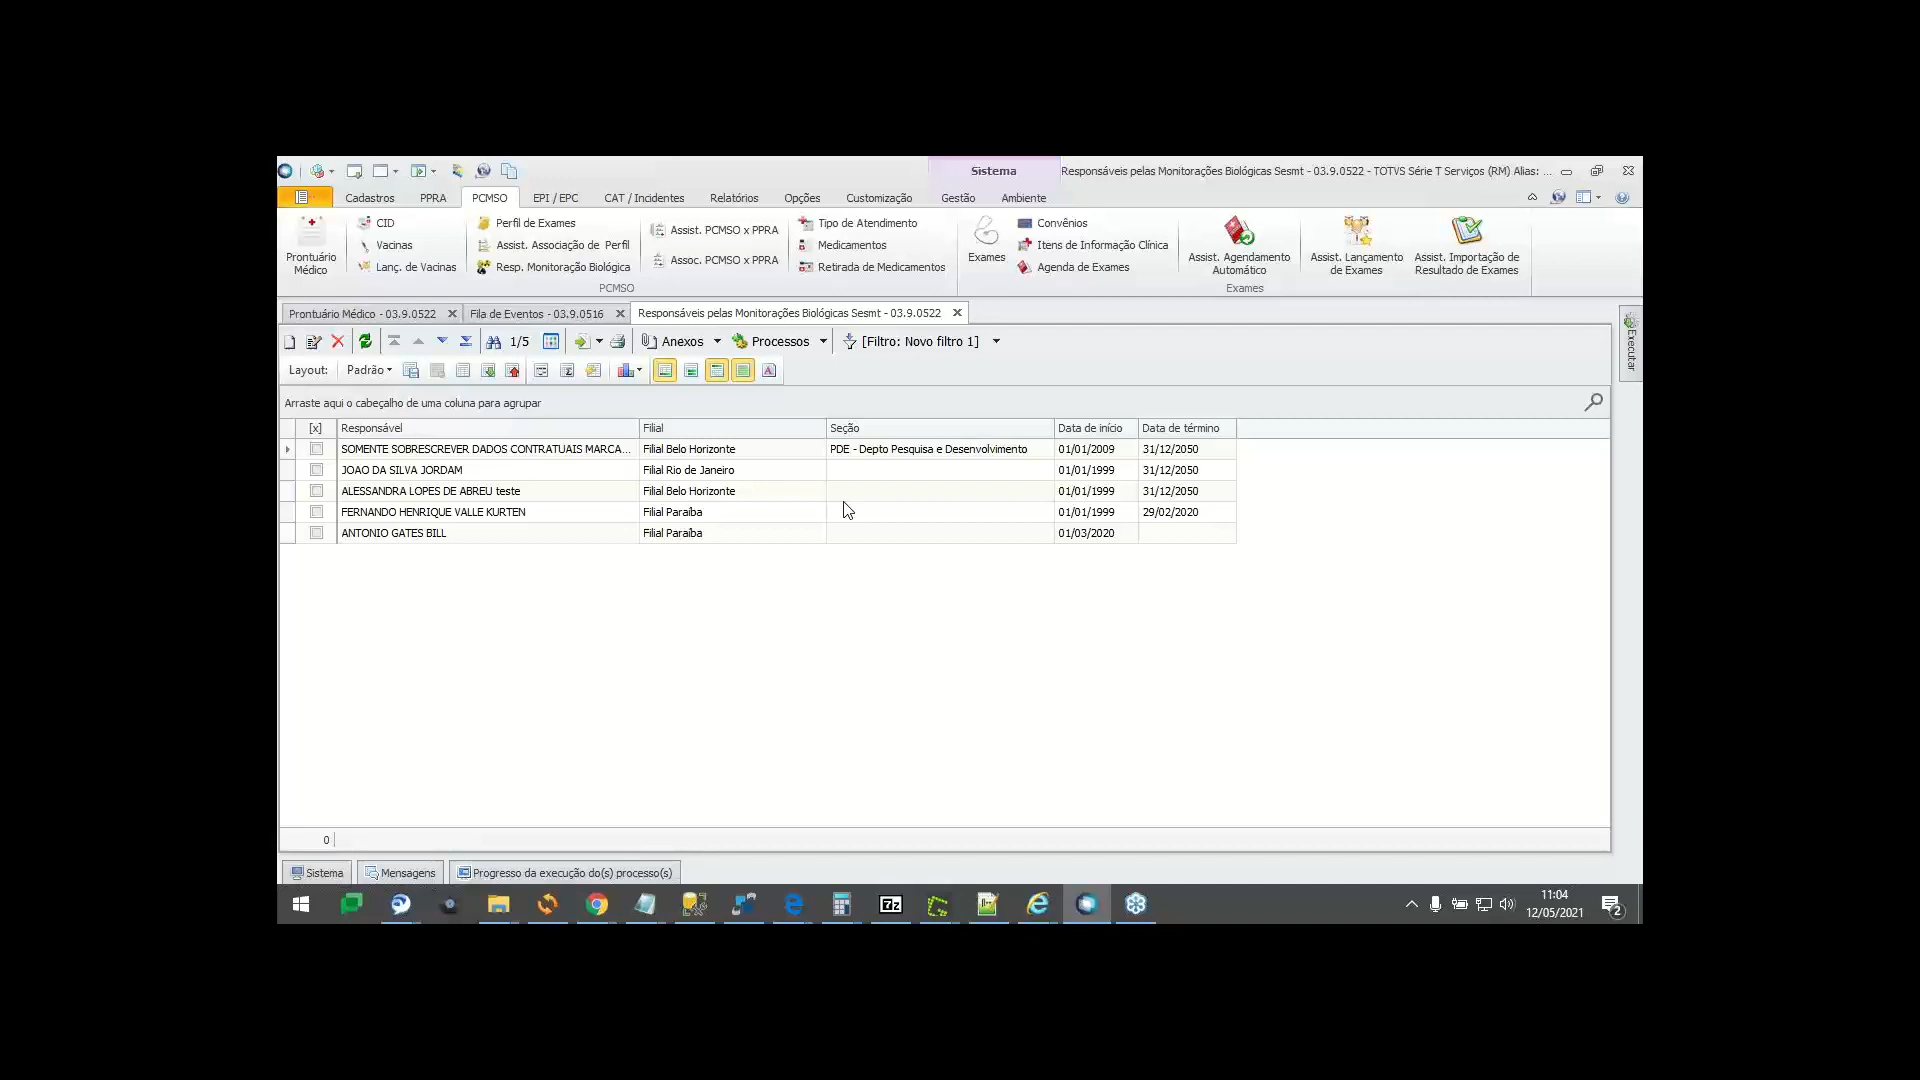 Sistema
Responsáveis pelas Monitorações Biológicas Sesmt - 03.9.0522 - TOTVS Série T Serviços (RM) Alias: ...
Cadastros PPRA PCMSO EPI / EPC CAT / Incidentes Relatórios Opções Customização Gestão Ambiente
CID Perfil de Exames Assist. PCMSO x PPRA Tipo de Atendimento Convênios
Prontuário Médico Vacinas Assist. Associação de Perfil Medicamentos Exames Itens de Informação Clínica Assist. Agendamento Automático Assist. Lançamento de Exames Assist. Importação de Resultado de Exames
Lanç. de Vacinas Resp. Monitoração Biológica Assoc. PCMSO x PPRA Retirada de Medicamentos Agenda de Exames
PCMSO Exames
Prontuário Médico - 03.9.0522 Fila de Eventos - 03.9.0516 Responsáveis pelas Monitorações Biológicas Sesmt - 03.9.0522
Executar
1/5 Anexos Processos [Filtro: Novo filtro 1]
Layout: Padrão
Arraste aqui o cabeçalho de uma coluna para agrupar
[x] Responsável Filial Seção Data de início Data de término
SOMENTE SOBRESCREVER DADOS CONTRATUAIS MARCA... Filial Belo Horizonte PDE - Depto Pesquisa e Desenvolvimento 01/01/2009 31/12/2050
JOAO DA SILVA JORDAM Filial Rio de Janeiro 01/01/1999 31/12/2050
ALESSANDRA LOPES DE ABREU teste Filial Belo Horizonte 01/01/1999 31/12/2050
FERNANDO HENRIQUE VALLE KURTEN Filial Paraíba 01/01/1999 29/02/2020
ANTONIO GATES BILL Filial Paraíba 01/03/2020
0
Sistema Mensagens Progresso da execução do(s) processo(s)
7z
11:04
12/05/2021
2